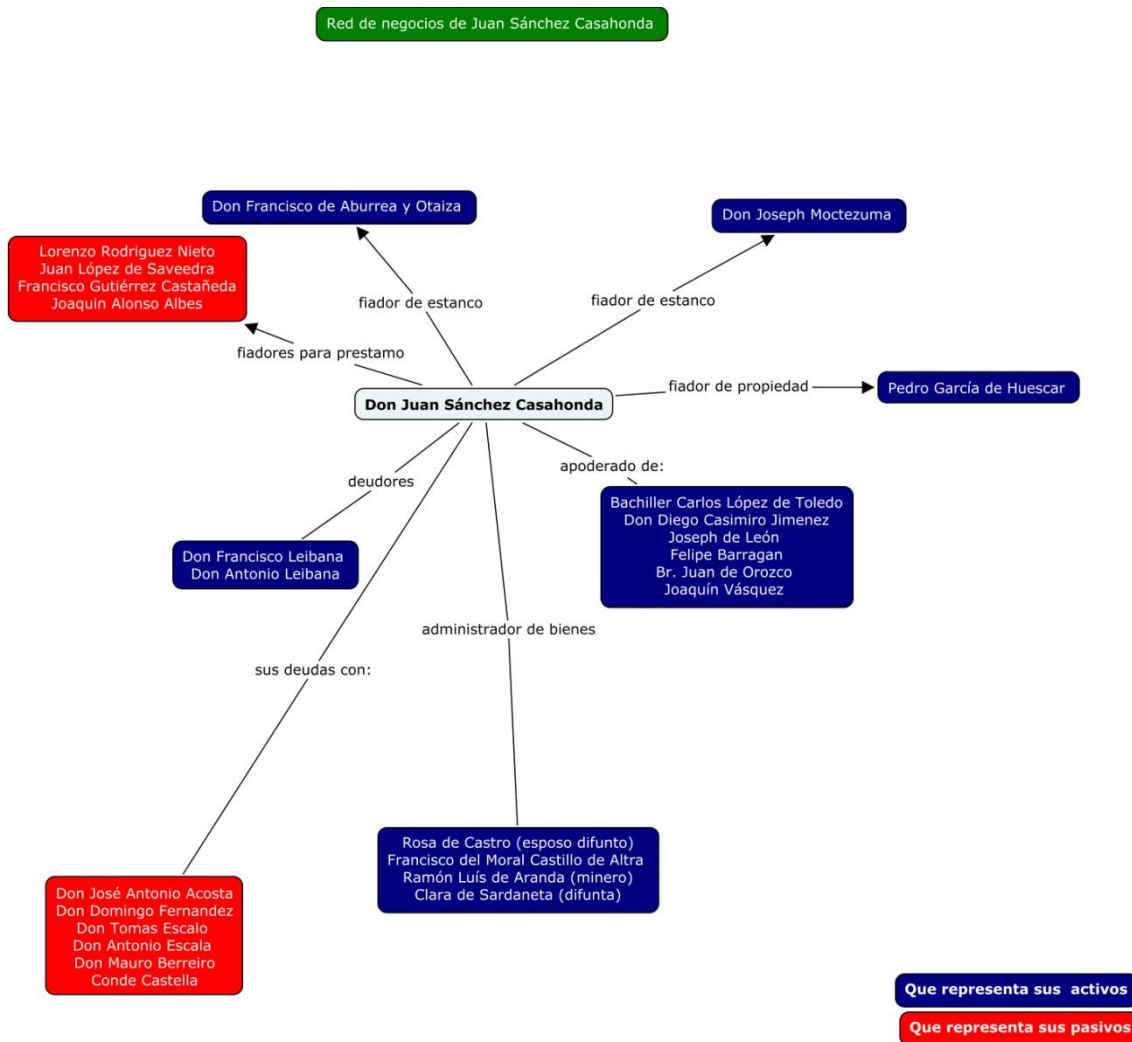 Red de negocios de Juan Sánchez Casahonda
Don Francisco de Aburrea y Otaiza
Don Joseph Moctezuma
Lorenzo Rodriguez Nieto
Juan López de Saveedra
Francisco Gutiérrez Castañeda
Joaquin Alonso Albes
fiador de estanco
fiador de estanco
fiadores para prestamo
fiador de propiedad
Pedro García de Huescar
Don Juan Sánchez Casahonda
apoderado de:
deudores
Bachiller Carlos López de Toledo
Don Diego Casimiro Jimenez
Joseph de León
Felipe Barragan
Br. Juan de Orozco
Joaquín Vásquez
Don Francisco Leibana
Don Antonio Leibana
administrador de bienes
sus deudas con:
Rosa de Castro (esposo difunto)
Francisco del Moral Castillo de Altra
Ramón Luís de Aranda (minero)
Clara de Sardaneta (difunta)
Don José Antonio Acosta
Don Domingo Fernandez
Don Tomas Escalo
Don Antonio Escala
Don Mauro Berreiro
Conde Castella
Que representa sus activos
Que representa sus pasivos